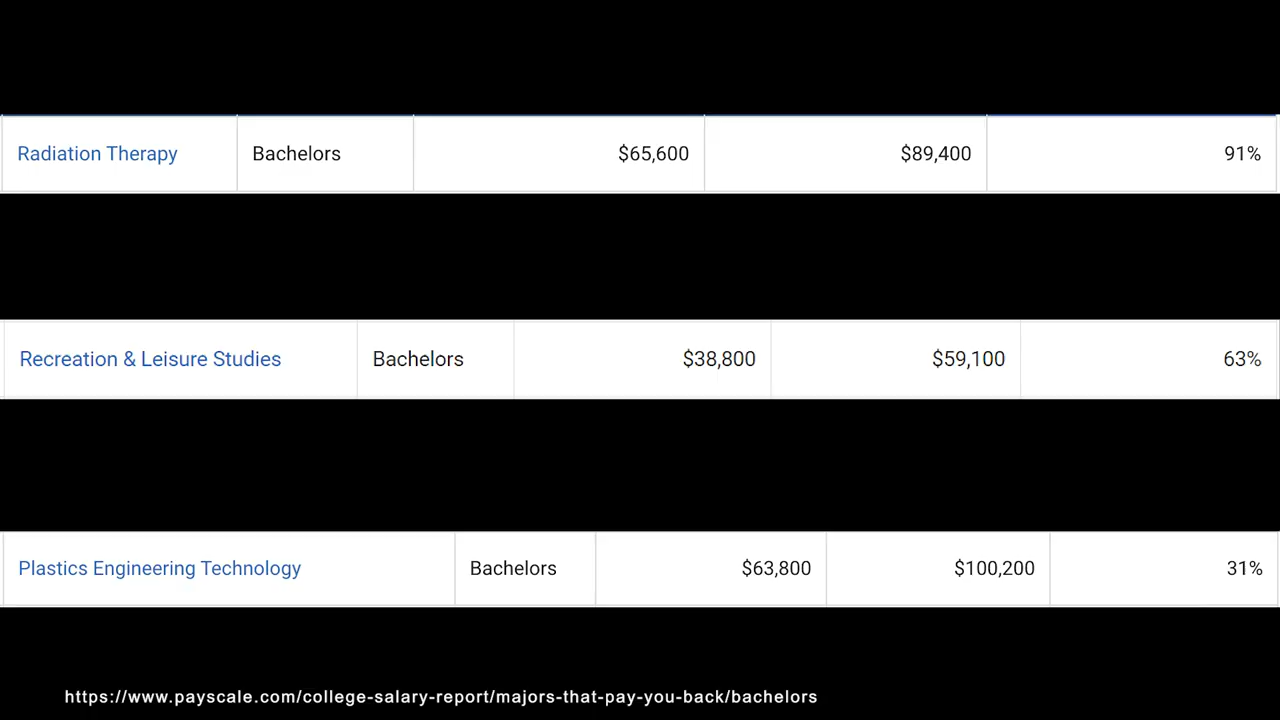 Radiation Therapy Bachelors $65,600 $89,400 91%
Recreation & Leisure Studies Bachelors $38,800 $59,100 63%
Plastics Engineering Technology Bachelors $63,800 $100,200 31%
https://www.payscale.com/college-salary-report/majors-that-pay-you-back/bachelors